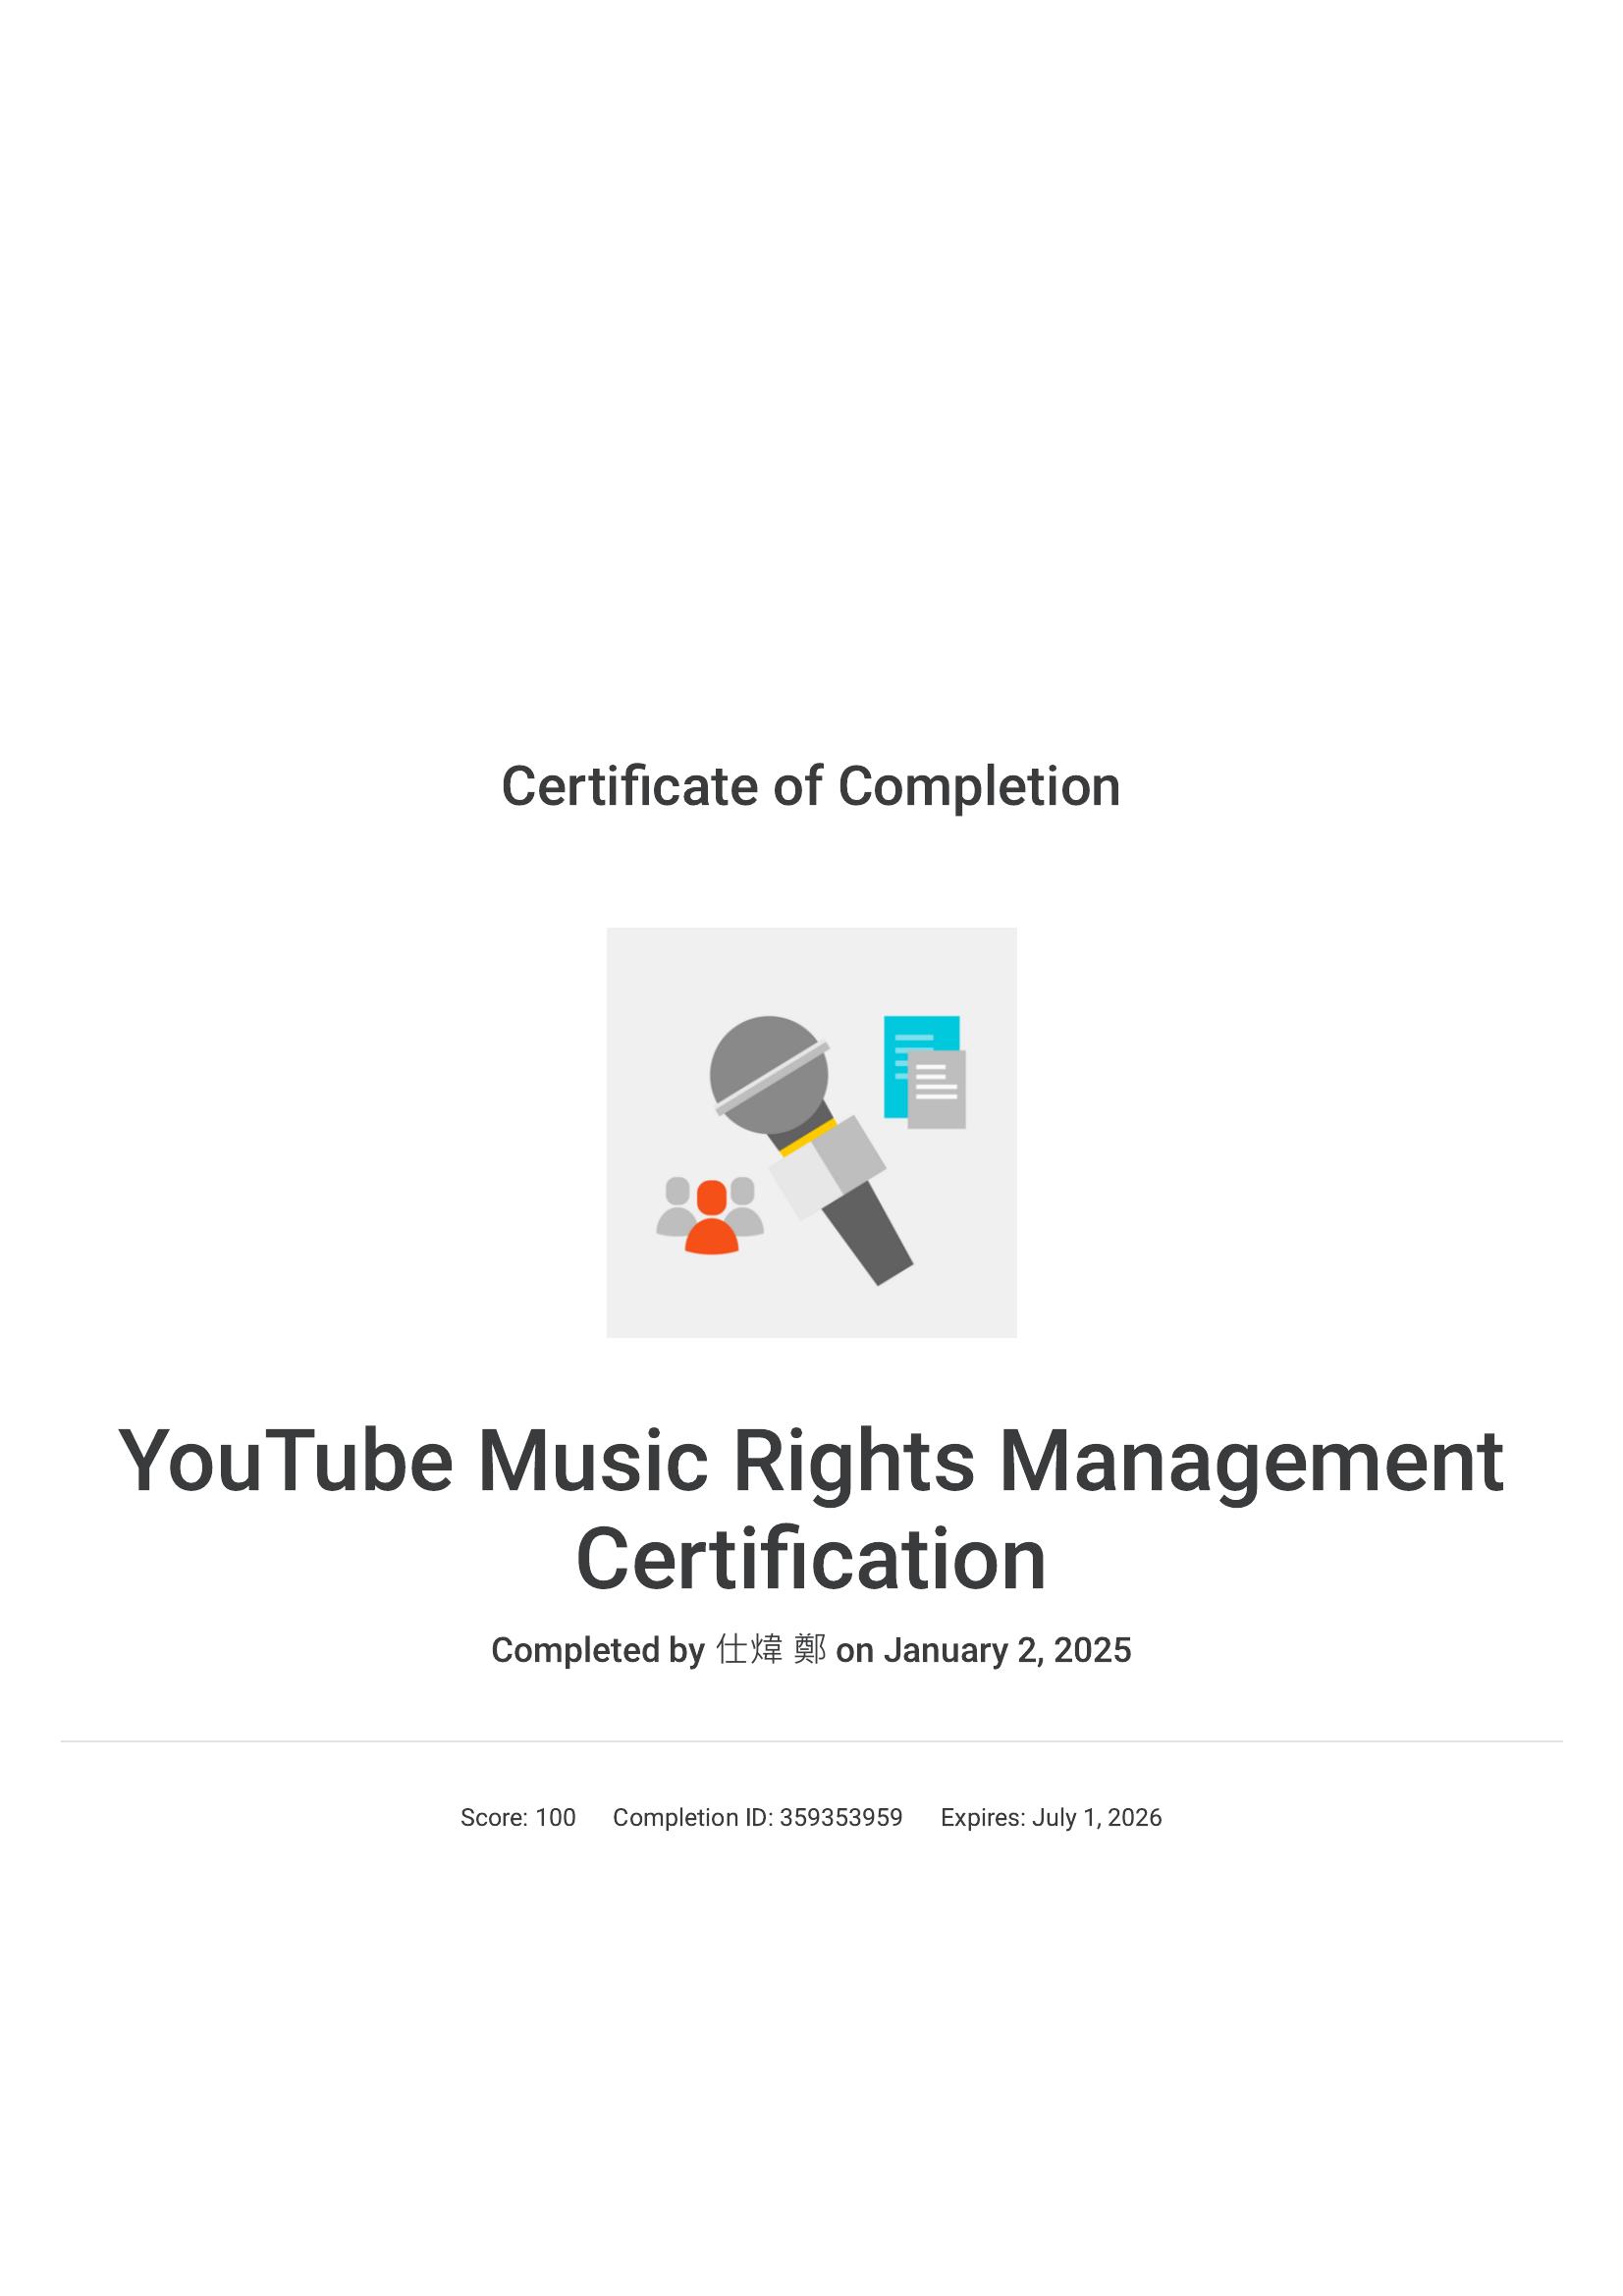 Certificate of Completion
YouTube Music Rights Management
Certification
Completed by 仕煒 鄭 on January 2, 2025
Score: 100 Completion ID: 359353959 Expires: July 1, 2026